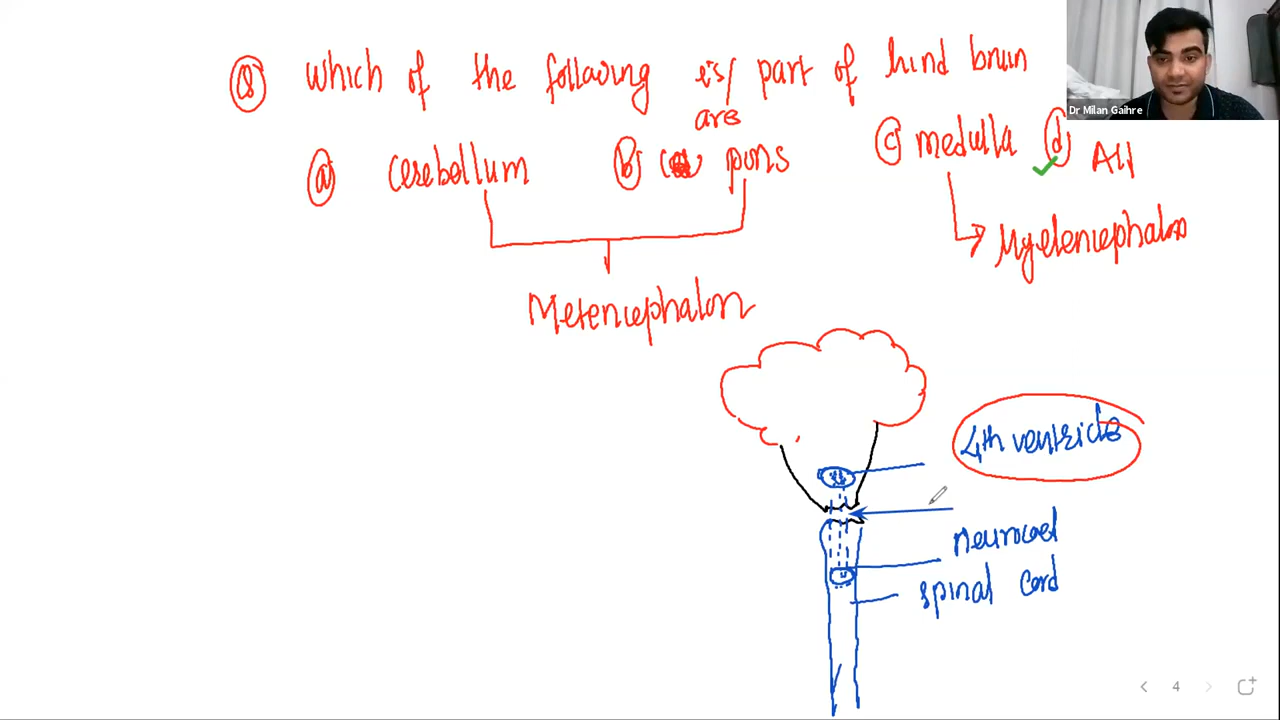 Q which of the following is/ part of hind brain
are
a cerebellum b pons c medulla d All
Myelencephalon
Metencephalon
4th ventricle
neurocoel
spinal cord
Dr Milan Gaihre
4